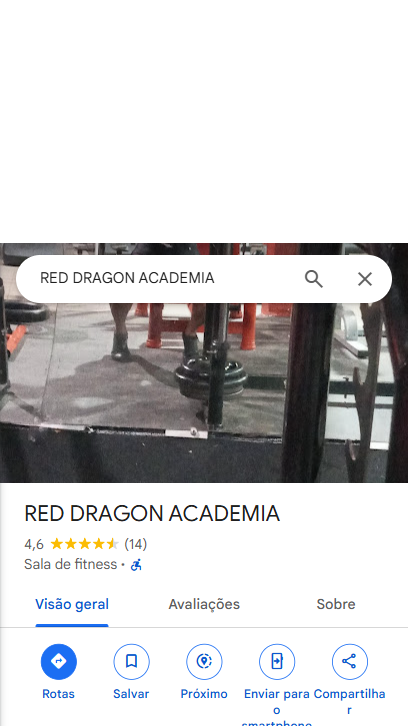 RED DRAGON ACADEMIA
RED DRAGON ACADEMIA
4,6 (14)
Sala de fitness ·
Visão geral Avaliações Sobre
Rotas Salvar Próximo Enviar para o smartphone Compartilhar